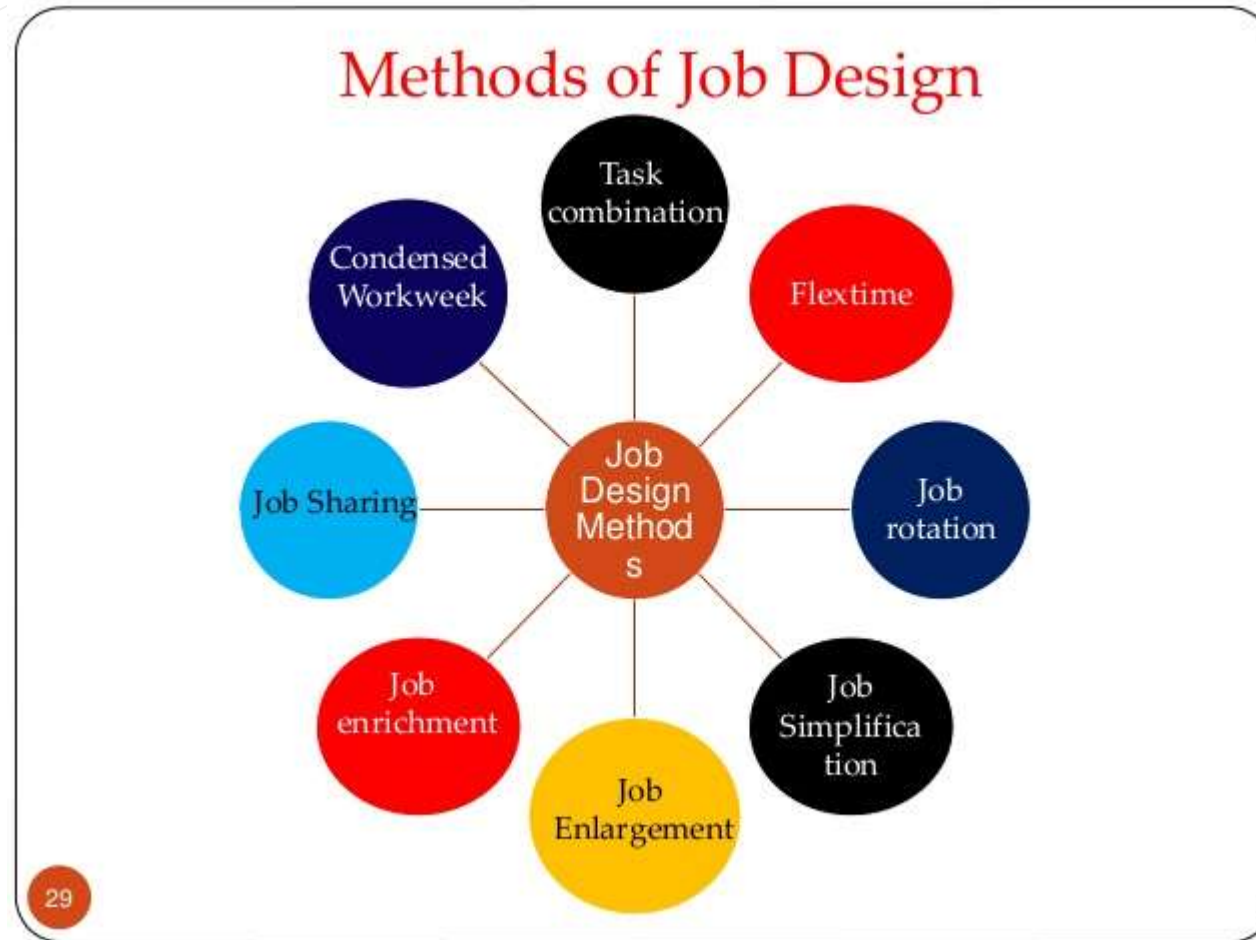 Methods of Job Design
Task
combination
Flextime
Job
rotation
Job
Simplifica
tion
Job
Enlargement
Job
enrichment
Job Sharing
Condensed
Workweek
Job
Design
Method
s
29